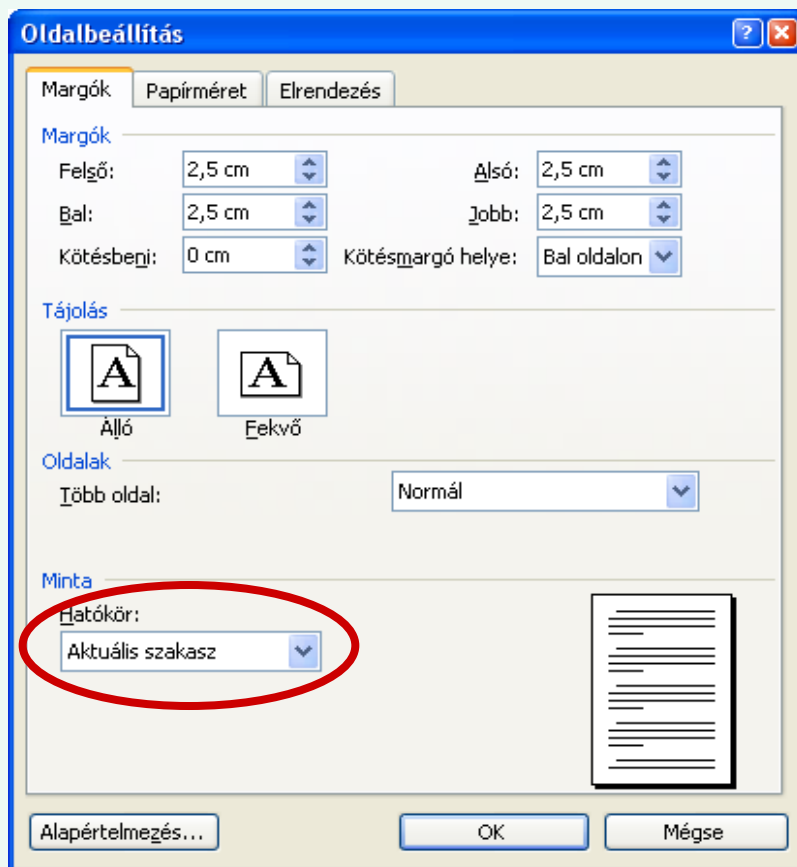 Oldalbeállítás
Margók Papírméret Elrendezés
Margók
Felső: 2,5 cm Alsó: 2,5 cm
Bal: 2,5 cm Jobb: 2,5 cm
Kötésbeni: 0 cm Kötésmargó helye: Bal oldalon
Tájolás
A A
Álló Fekvő
Oldalak
Több oldal: Normál
Minta
Hatókör:
Aktuális szakasz
Alapértelmezés... OK Mégse